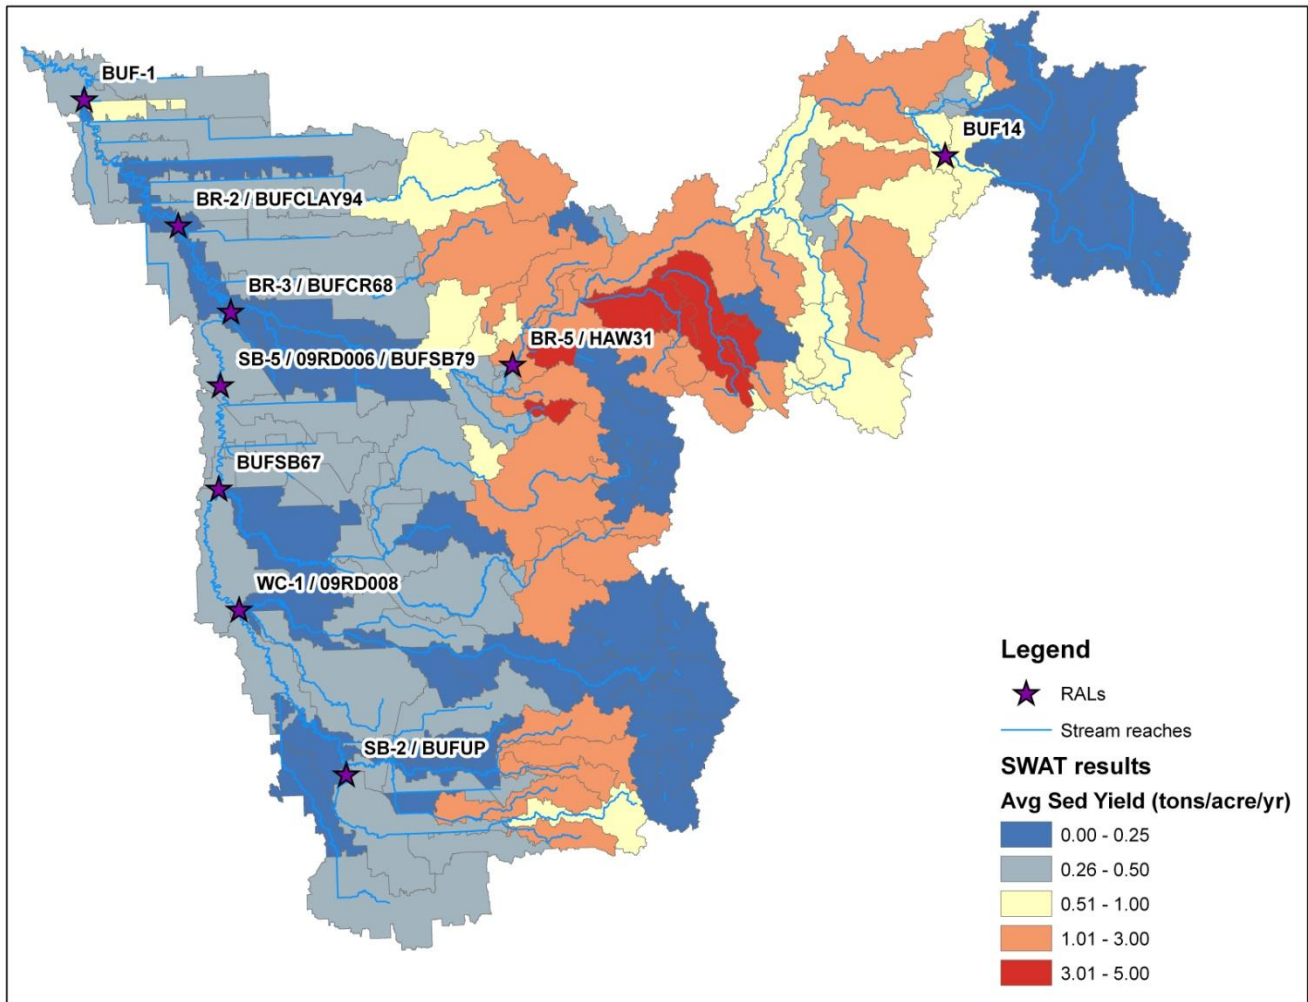 BUF-1
BUF14
BR-2 / BUFCLAY94
BR-3 / BUFCR68
BR-5 / HAW31
SB-5 / 09RD006 / BUFSB79
BUFSB67
WC-1 / 09RD008
SB-2 / BUFUP
Legend
RALs
Stream reaches
SWAT results
Avg Sed Yield (tons/acre/yr)
0.00 - 0.25
0.26 - 0.50
0.51 - 1.00
1.01 - 3.00
3.01 - 5.00